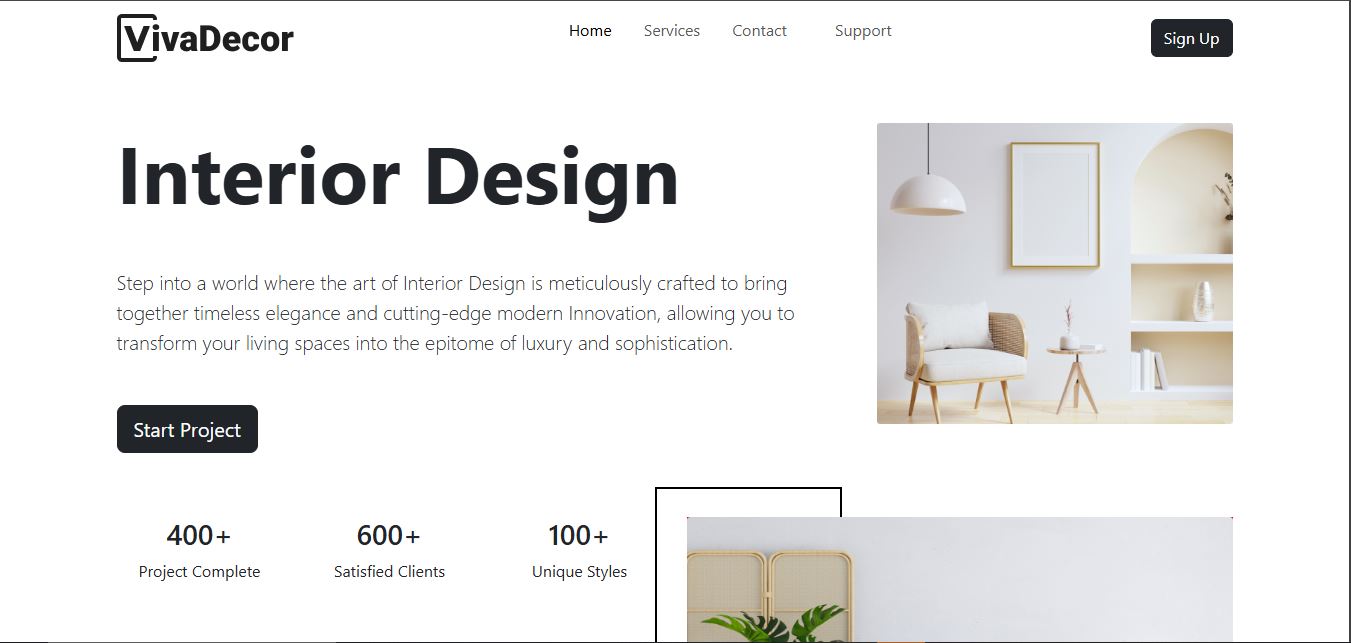 VivaDecor
Home Services Contact Support
Sign Up
Interior Design
Step into a world where the art of Interior Design is meticulously crafted to bring
together timeless elegance and cutting-edge modern Innovation, allowing you to
transform your living spaces into the epitome of luxury and sophistication.
Start Project
400+ 600+ 100+
Project Complete Satisfied Clients Unique Styles